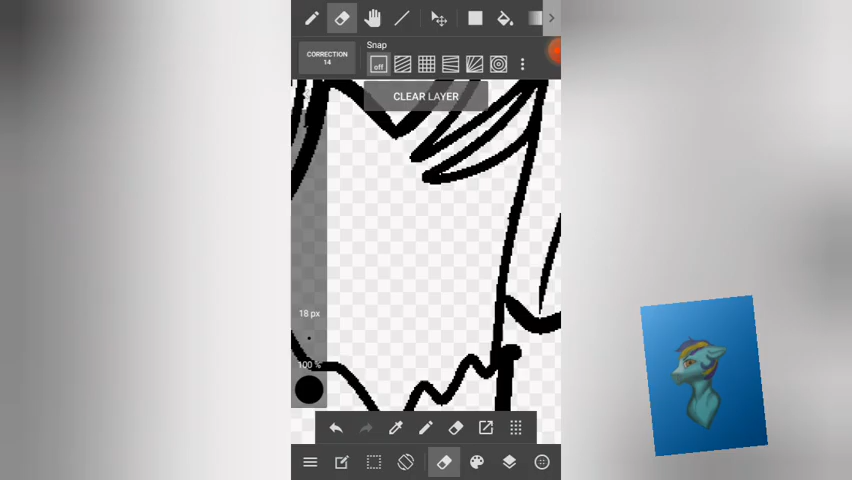 Snap
CORRECTION
14
off
CLEAR LAYER
18 px
100 %